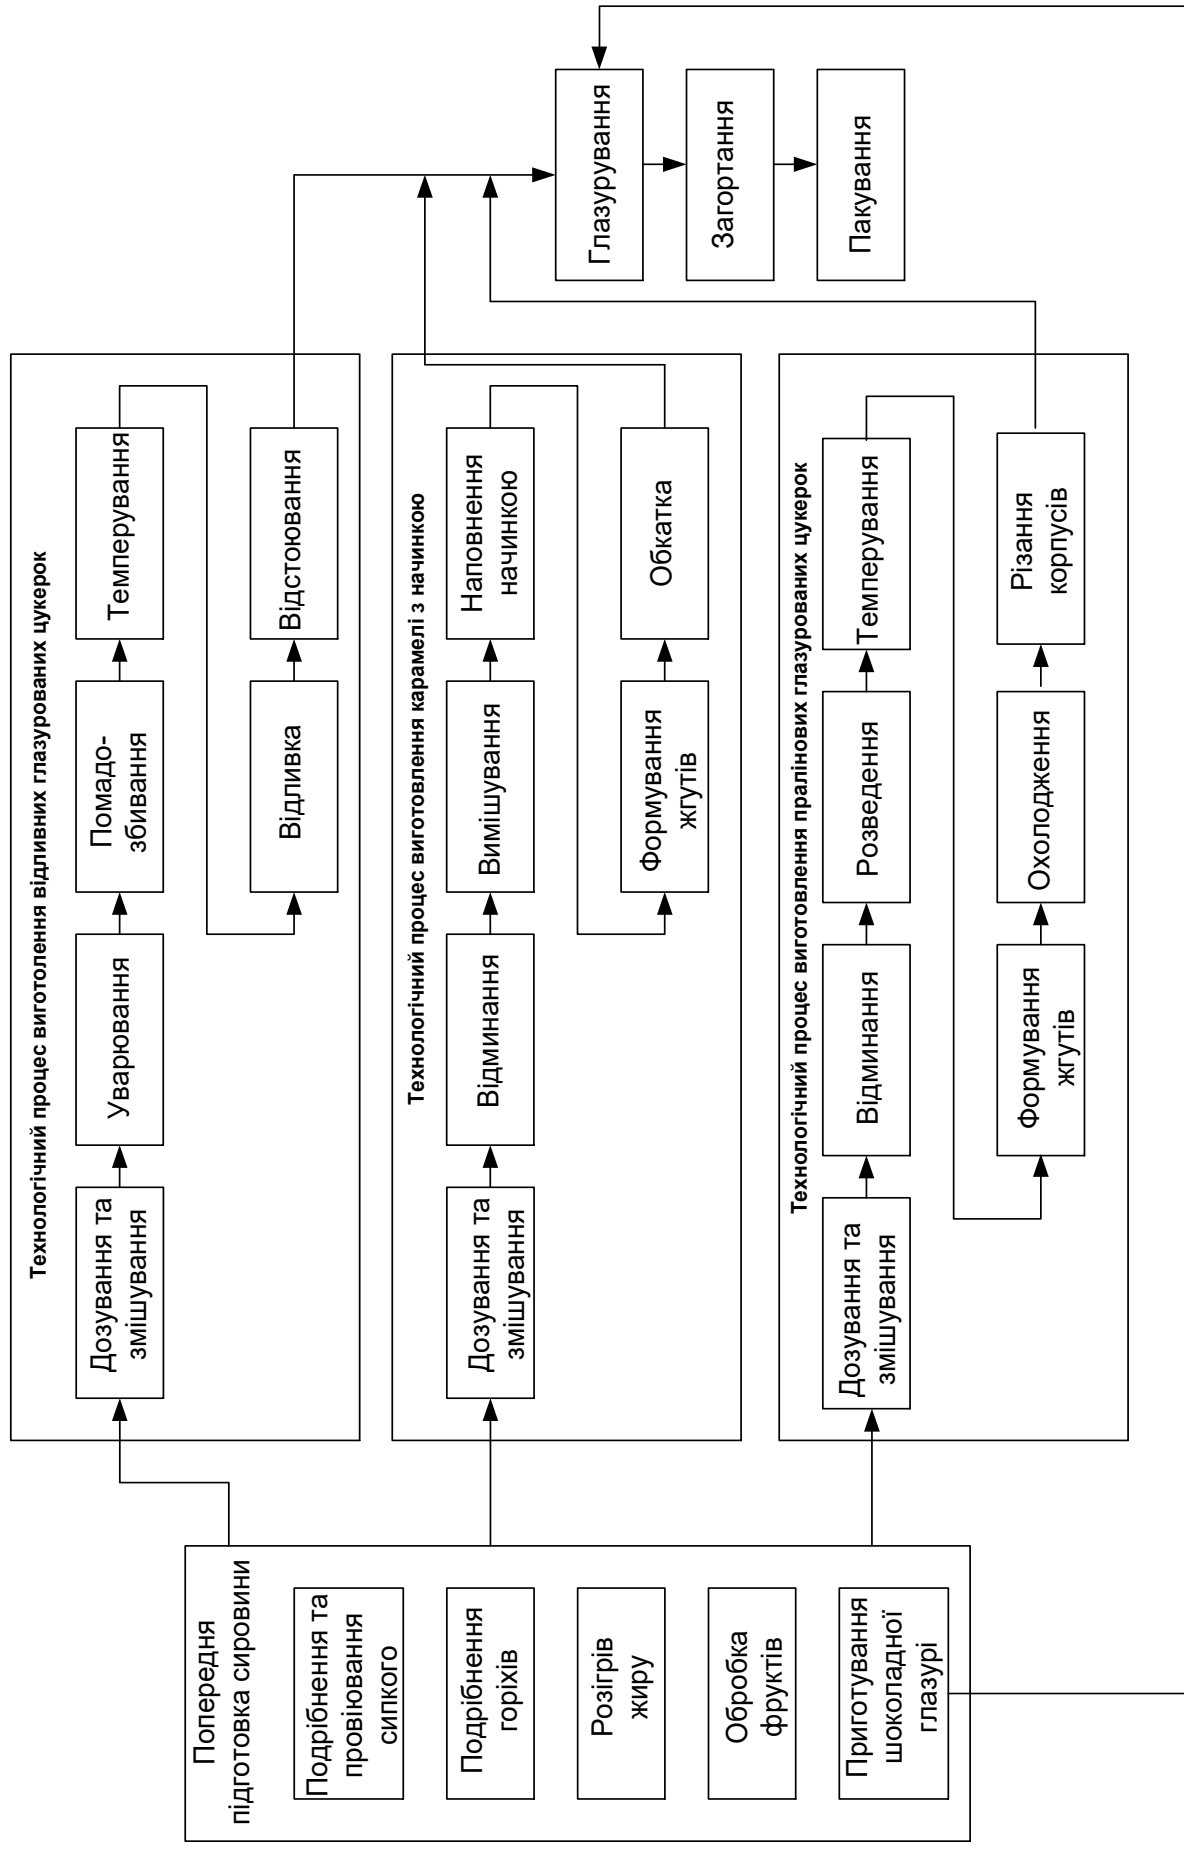 Попередня
підготовка сировини
Подрібнення та
провіювання
сипкого
Подрібнення
горіхів
Розігрів
жиру
Обробка
фруктів
Приготування
шоколадної
глазурі
Технологічний процес виготолення відливних глазурованих цукерок
Дозування та
змішування
Уварювання
Помадо-
збивання
Темперування
Відливка
Відстоювання
Технологічний процес виготовлення карамелі з начинкою
Дозування та
змішування
Відминання
Вимішування
Наповнення
начинкою
Формування
жгутів
Обкатка
Технологічний процес виготовлення пралінових глазурованих цукерок
Дозування та
змішування
Відминання
Розведення
Темперування
Формування
жгутів
Охолодження
Різання
корпусів
Глазурування
Загортання
Пакування